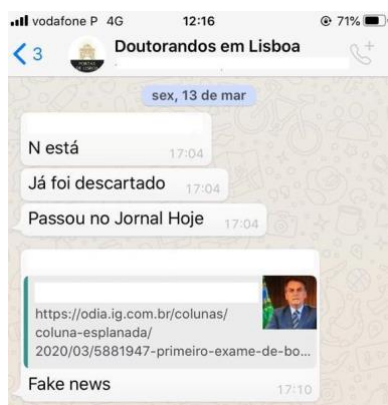 vodafone P 4G 12:16 71%
3 Doutorandos em Lisboa
sex, 13 de mar
N está 17:04
Já foi descartado 17:04
Passou no Jornal Hoje 17:04
https://odia.ig.com.br/colunas/
coluna-esplanada/
2020/03/5881947-primeiro-exame-de-bo...
Fake news 17:10